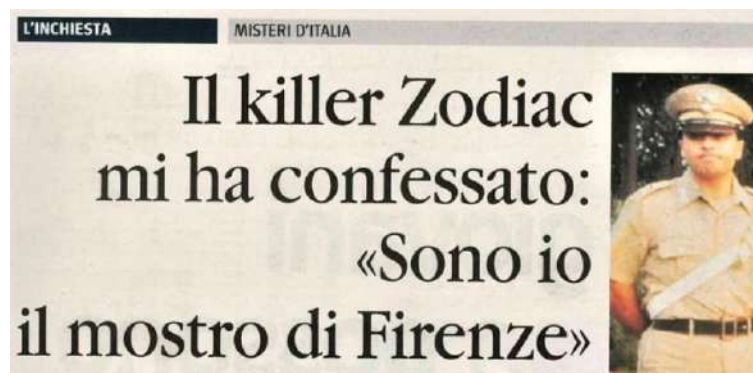 L'INCHIESTA
MISTERI D'ITALIA
Il killer Zodiac
mi ha confessato:
«Sono io
il mostro di Firenze»